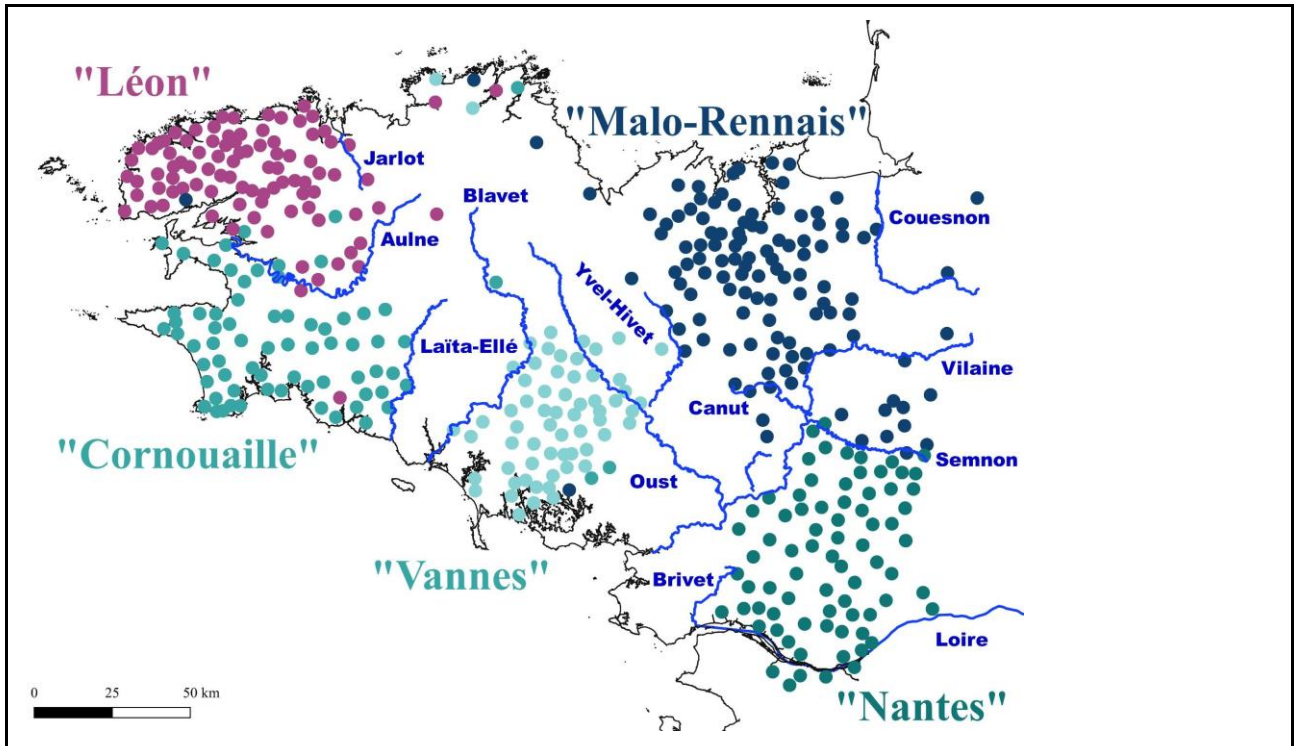 "Léon"
"Malo-Rennais"
Jarlot
Blavet
Couesnon
Aulne
Yvel-Hivet
Laïta-Ellé
Vilaine
Canut
"Cornouaille"
Semnon
Oust
"Vannes"
Brivet
Loire
0 25 50 km
"Nantes"